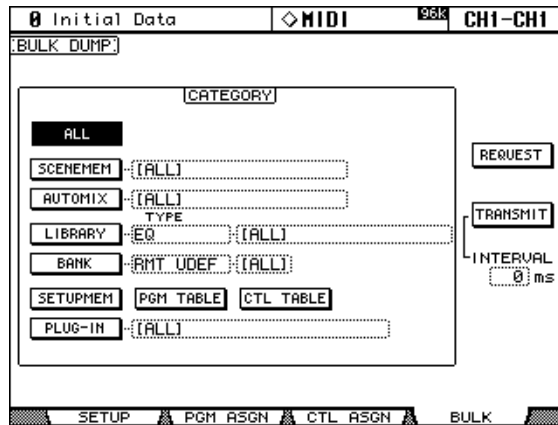 0 Initial Data ◇MIDI 96K CH1-CH1
BULK DUMP
CATEGORY
ALL
SCENEMEM [ALL]
REQUEST
AUTOMIX [ALL]
TYPE
TRANSMIT
LIBRARY EQ [ALL]
BANK RMT UDEF [ALL]
INTERVAL
0 ms
SETUPMEM PGM TABLE CTL TABLE
PLUG-IN [ALL]
SETUP PGM ASGN CTL ASGN BULK